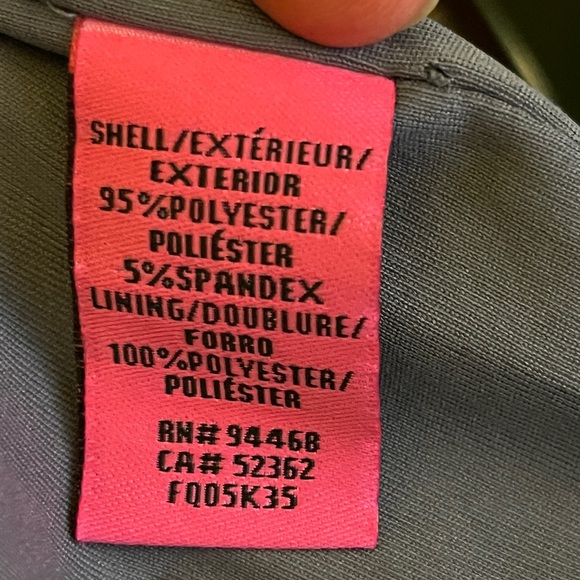 SHELL/EXTÉRIEUR/
EXTERIOR
95%POLYESTER/
POLIÉSTER
5%SPANDEX
LINING/DOUBLURE/
FORRO
100%POLYESTER/
POLIÉSTER
RN# 94468
CA# 52362
FQ05K35